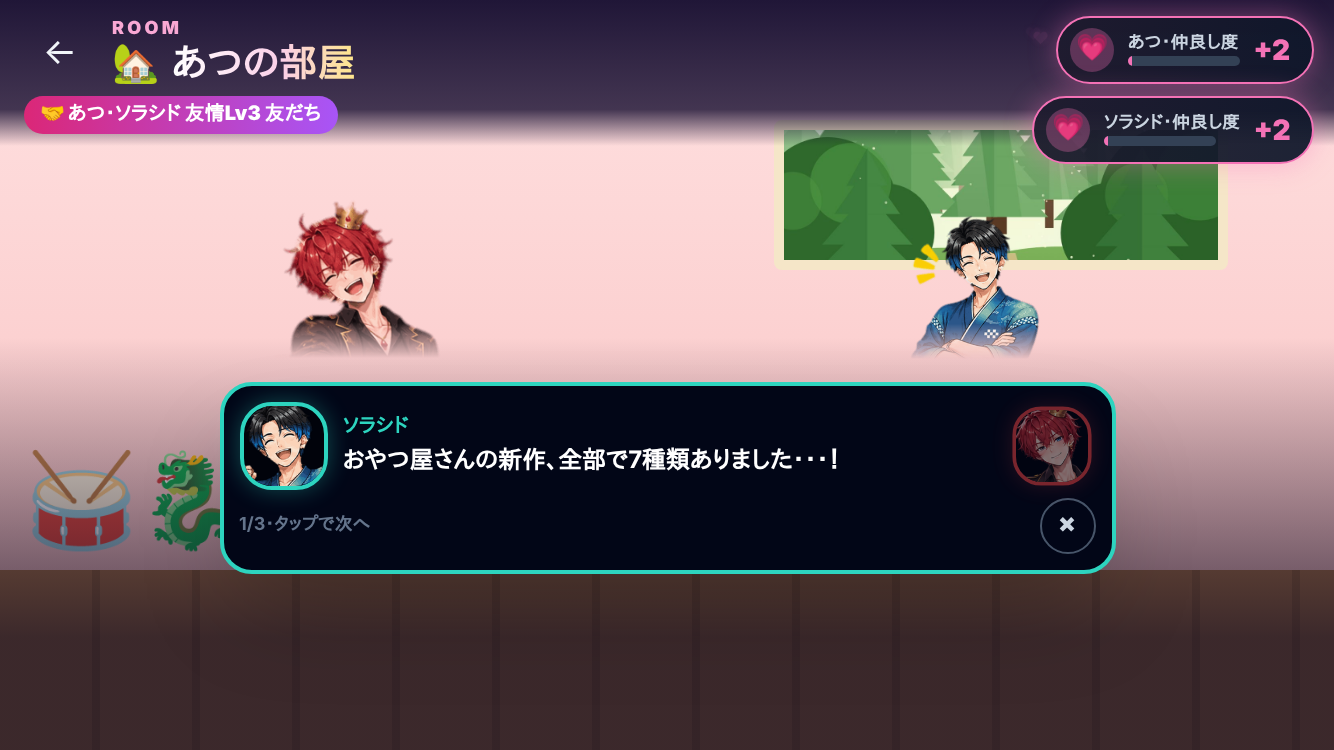 ROOM
あつの部屋
あつ・ソラシド 友情Lv3 友だち
あつ・仲良し度 +2
ソラシド・仲良し度 +2
ソラシド
おやつ屋さんの新作、全部で7種類ありました・・・!
1/3・タップで次へ